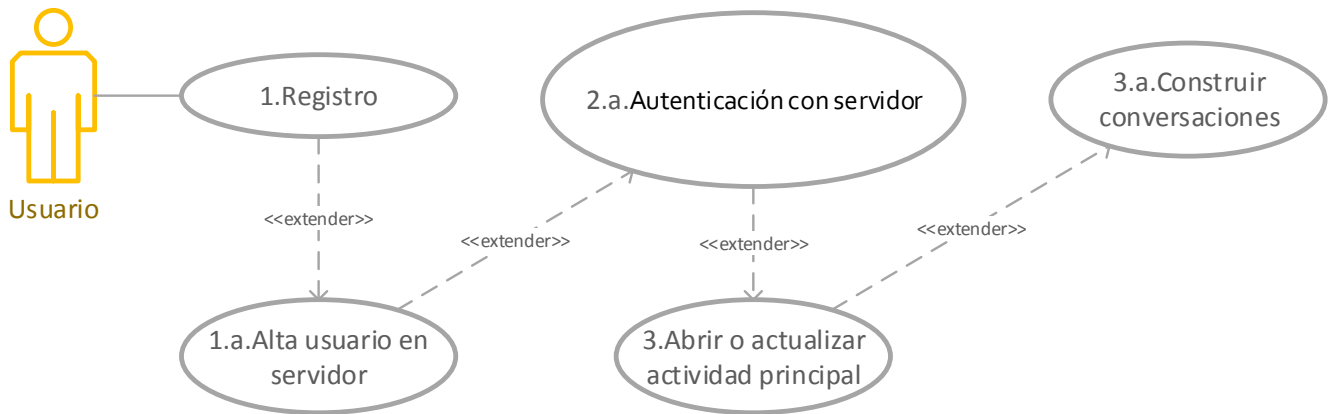 1.Registro
2.a.Autenticación con servidor
3.a.Construir
conversaciones
Usuario
<<extender>>
<<extender>>
<<extender>>
<<extender>>
1.a.Alta usuario en
servidor
3.Abrir o actualizar
actividad principal